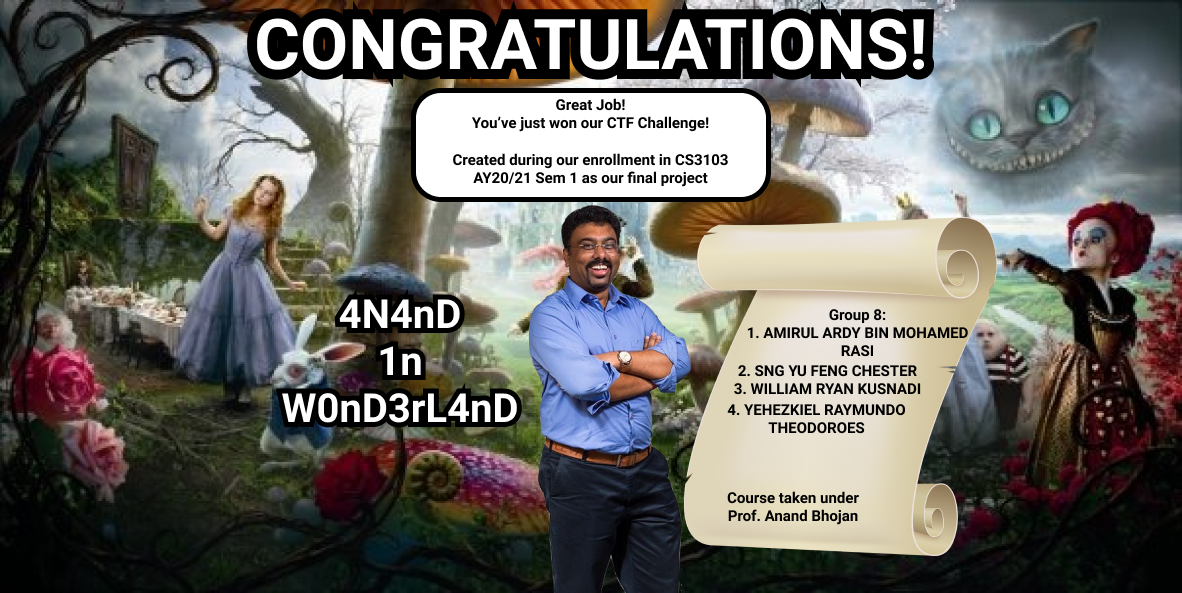 CONGRATULATIONS!
Great Job!
You've just won our CTF Challenge!
Created during our enrollment in CS3103
AY20/21 Sem 1 as our final project
4N4nD
1n
W0nD3rL4nD
Group 8:
1. AMIRUL ARDY BIN MOHAMED
RASI
2. SNG YU FENG CHESTER
3. WILLIAM RYAN KUSNADI
4. YEHEZKIEL RAYMUNDO
THEODOROES
Course taken under
Prof. Anand Bhojan